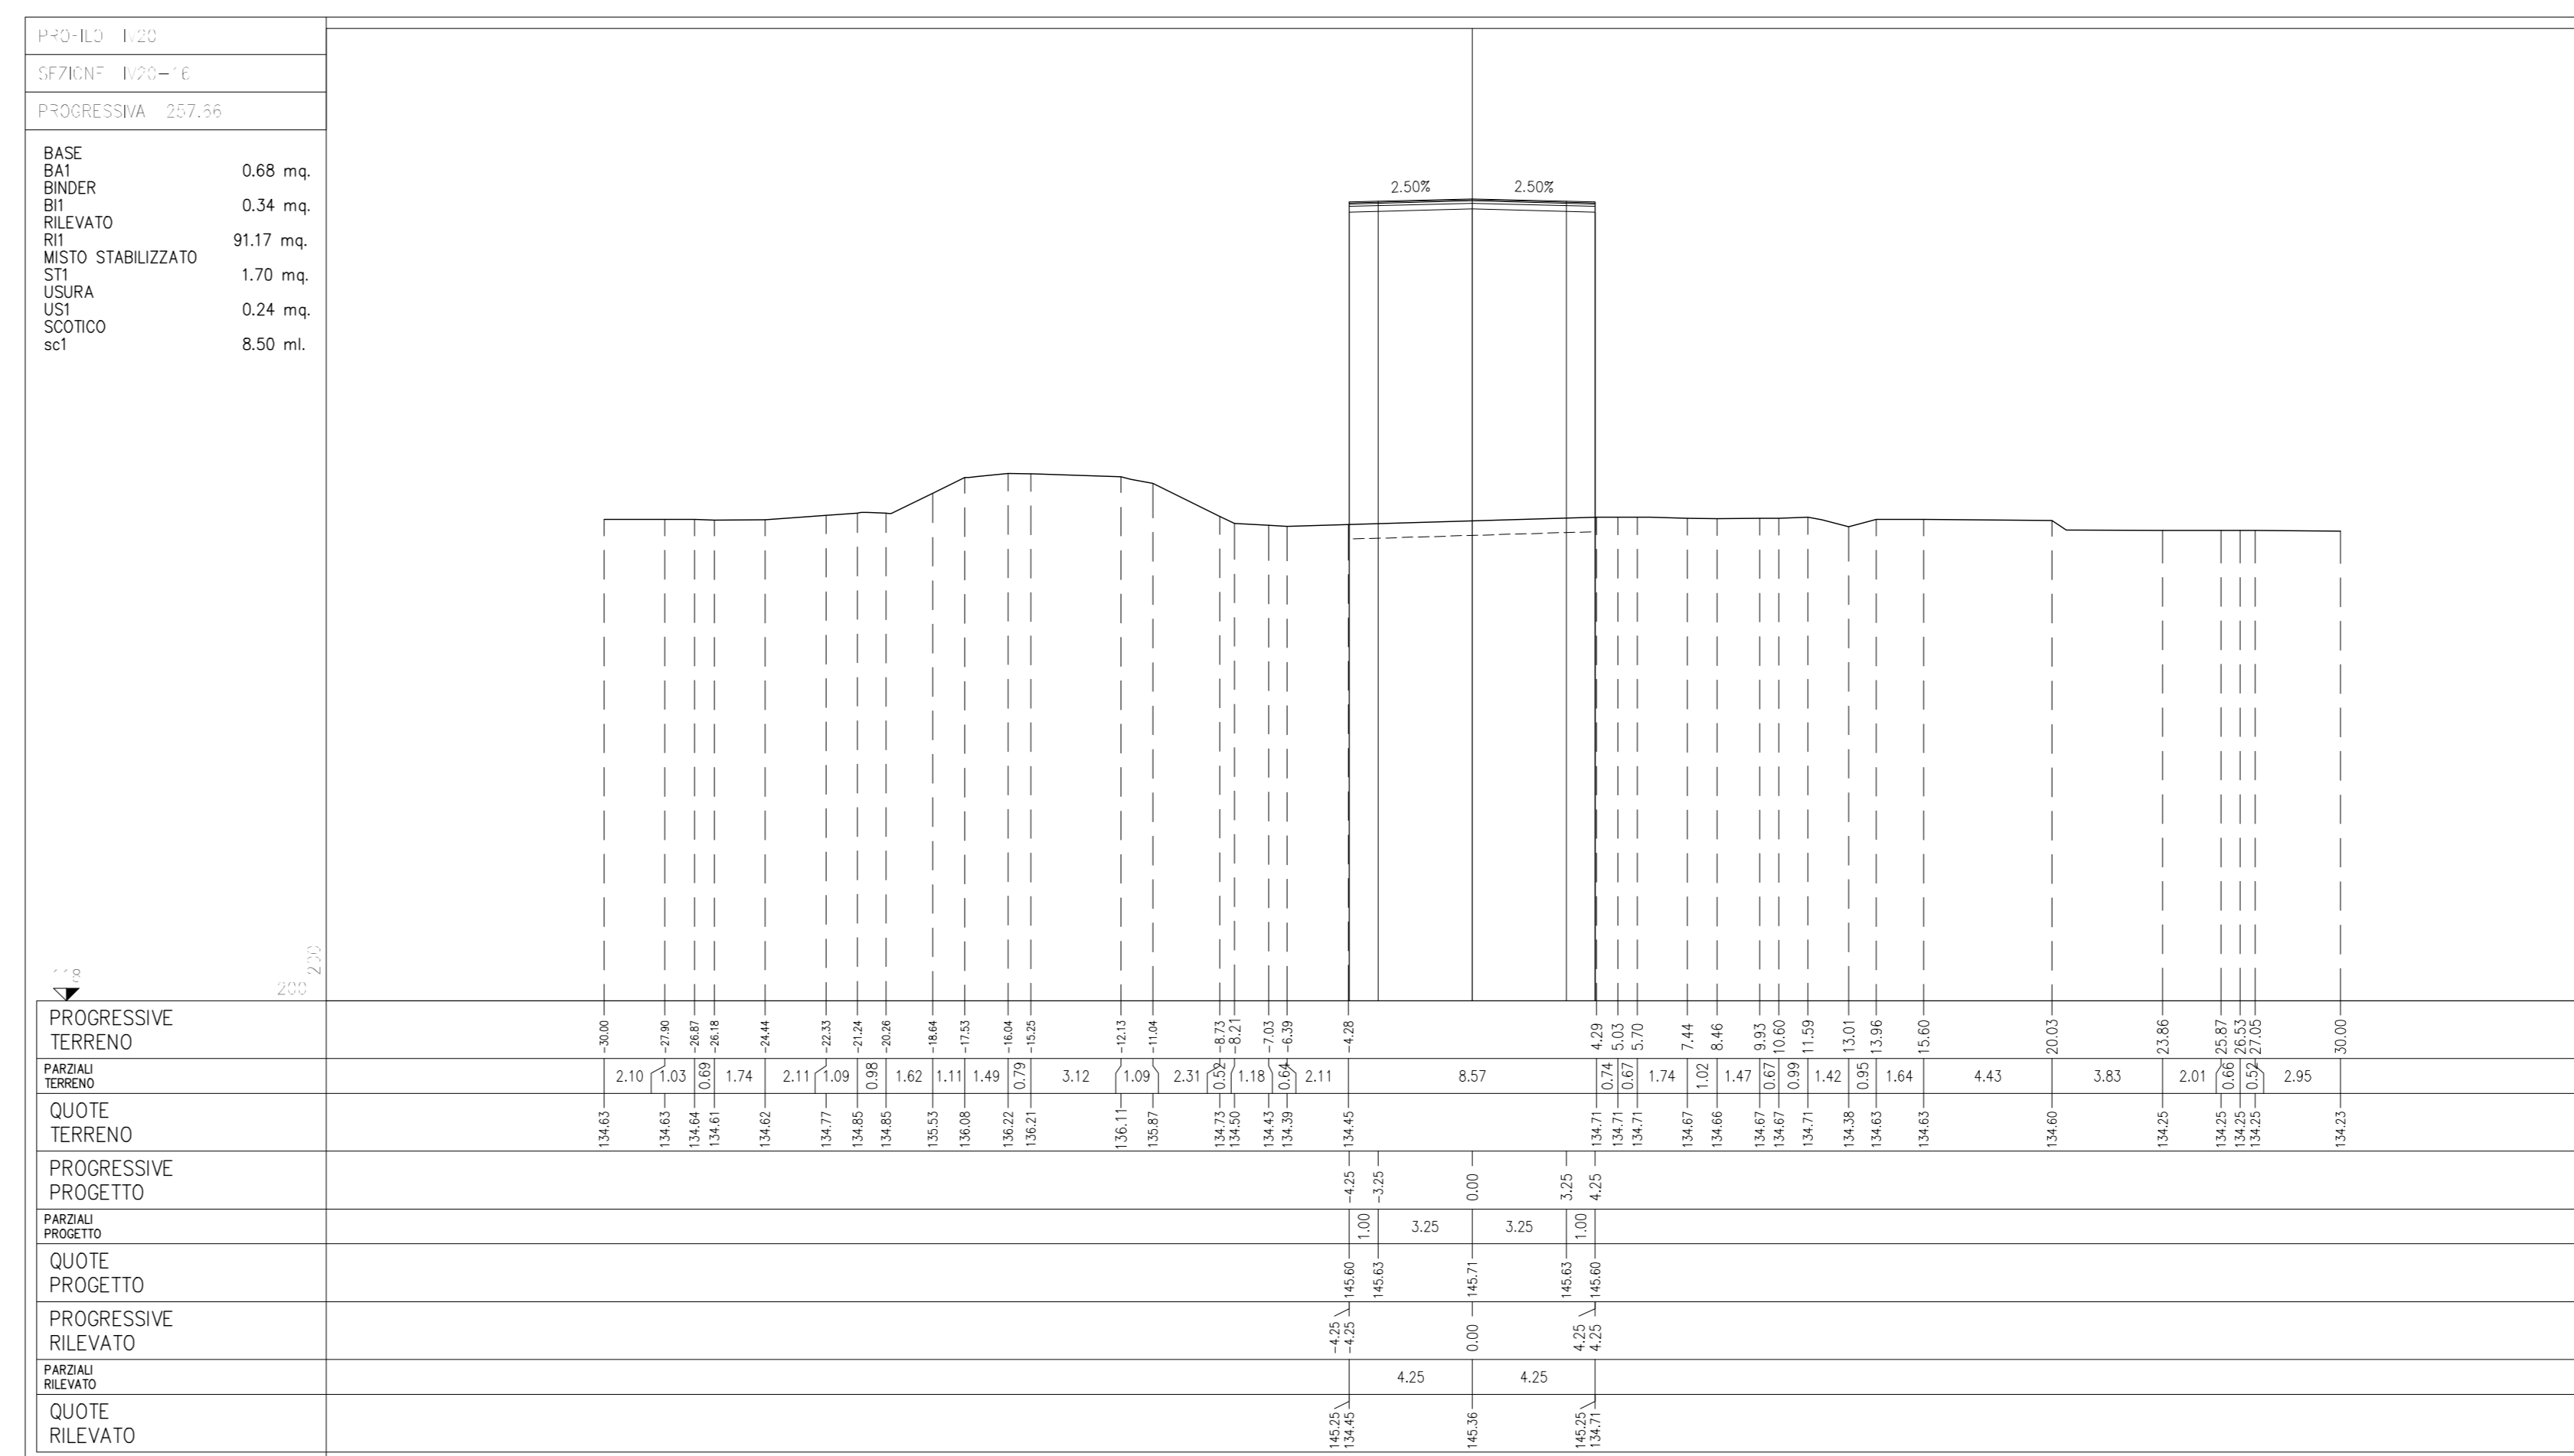 PROFILO IV20
SEZIONE IV20-16
PROGRESSIVA 257.66
BASE
BA1 0.68 mq.
BINDER
BI1 0.34 mq.
RILEVATO
RI1 91.17 mq.
MISTO STABILIZZATO
ST1 1.70 mq.
USURA
US1 0.24 mq.
SCOTICO
sc1 8.50 ml.
2.50% 2.50%
118
200
200
PROGRESSIVE
TERRENO
-30.00 -27.90 -26.87 -26.18 -24.44 -22.33 -21.24 -20.26 -18.64 -17.53 -16.04 -15.25 -12.13 -11.04 -8.73 -8.21 -7.03 -6.39 -4.28 4.29 5.03 5.70 7.44 8.46 9.93 10.60 11.59 13.01 13.96 15.60 20.03 23.86 25.87 26.53 27.05 30.00
PARZIALI
TERRENO
2.10 1.03 0.69 1.74 2.11 1.09 0.98 1.62 1.11 1.49 0.79 3.12 1.09 2.31 0.52 1.18 0.64 2.11 8.57 0.74 0.67 1.74 1.02 1.47 0.67 0.99 1.42 0.95 1.64 4.43 3.83 2.01 0.66 0.52 2.95
QUOTE
TERRENO
134.63 134.63 134.64 134.61 134.62 134.77 134.85 134.85 135.53 136.08 136.22 136.21 136.11 135.87 134.73 134.50 134.43 134.39 134.45 134.71 134.71 134.71 134.67 134.66 134.67 134.67 134.71 134.38 134.63 134.63 134.60 134.25 134.25 134.25 134.25 134.23
PROGRESSIVE
PROGETTO
-4.25 -3.25 0.00 3.25 4.25
PARZIALI
PROGETTO
1.00 3.25 3.25 1.00
QUOTE
PROGETTO
145.60 145.63 145.71 145.63 145.60
PROGRESSIVE
RILEVATO
-4.25 -4.25 0.00 4.25 4.25
PARZIALI
RILEVATO
4.25 4.25
QUOTE
RILEVATO
145.25 134.45 145.36 145.25 134.71